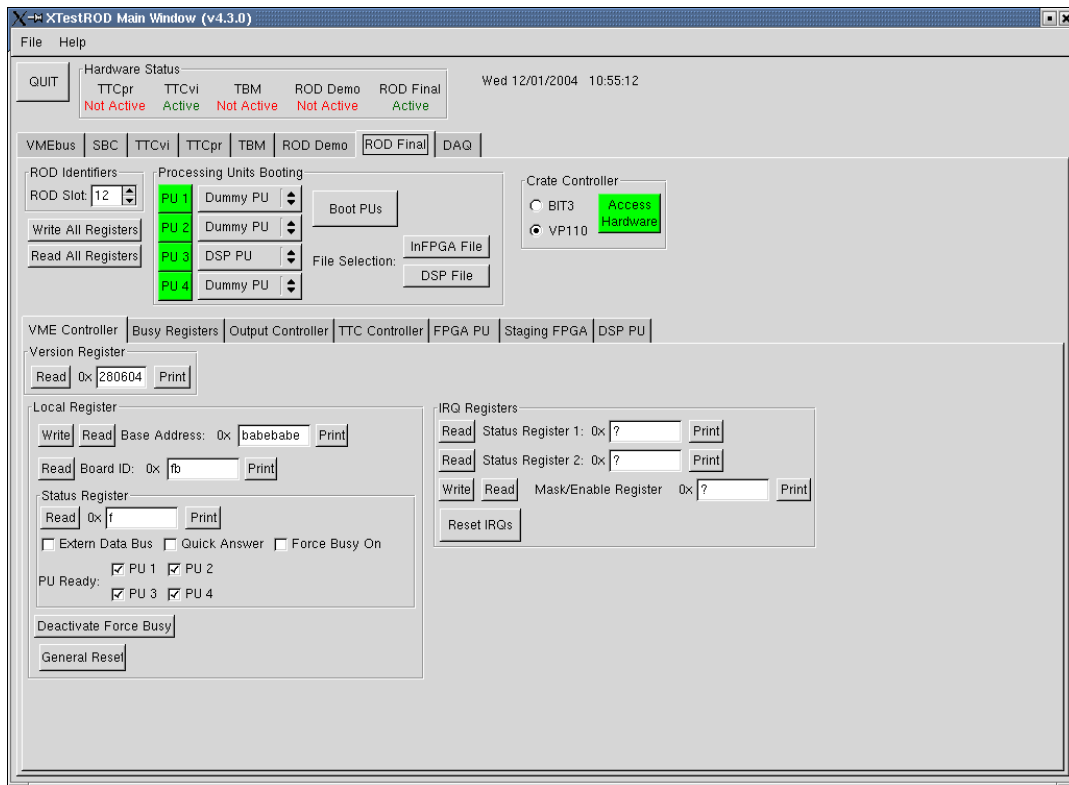 XTestROD Main Window (v4.3.0)
File Help
QUIT
Hardware Status
TTCpr TTCvi TBM ROD Demo ROD Final
Not Active Active Not Active Not Active Active
Wed 12/01/2004 10:55:12
VMEbus SBC TTCvi TTCpr TBM ROD Demo ROD Final DAQ
ROD Identifiers
ROD Slot: 12
Write All Registers
Read All Registers
Processing Units Booting
PU 1 Dummy PU
PU 2 Dummy PU
PU 3 DSP PU
PU 4 Dummy PU
Boot PUs
File Selection:
InFPGA File
DSP File
Crate Controller
BIT3
VP110
Access
Hardware
VME Controller Busy Registers Output Controller TTC Controller FPGA PU Staging FPGA DSP PU
Version Register
Read 0x 280604 Print
Local Register
Write Read Base Address: 0x babebabe Print
Read Board ID: 0x fb Print
Status Register
Read 0x f Print
Extern Data Bus Quick Answer Force Busy On
PU Ready:
PU 1 PU 2
PU 3 PU 4
Deactivate Force Busy
General Reset
IRQ Registers
Read Status Register 1: 0x ? Print
Read Status Register 2: 0x ? Print
Write Read Mask/Enable Register 0x ? Print
Reset IRQs